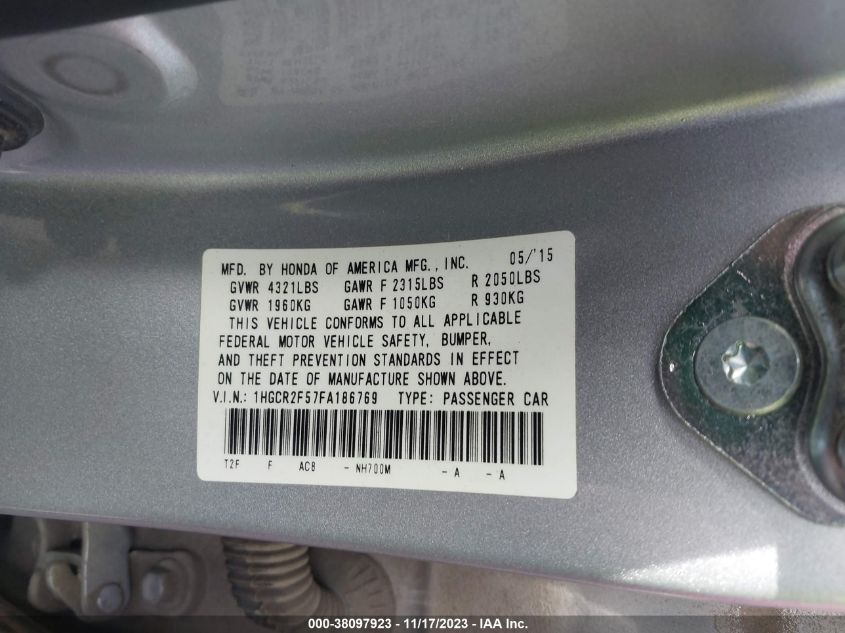 MFD. BY HONDA OF AMERICA MFG., INC. 05/'15
GVWR 4321LBS GAWR F 2315LBS R 2050LBS
GVWR 1960KG GAWR F 1050KG R 930KG
THIS VEHICLE CONFORMS TO ALL APPLICABLE
FEDERAL MOTOR VEHICLE SAFETY, BUMPER,
AND THEFT PREVENTION STANDARDS IN EFFECT
ON THE DATE OF MANUFACTURE SHOWN ABOVE.
V.I.N.: 1HGCR2F57FA186769 TYPE: PASSENGER CAR
T2F F AC8 - NH700M - A - A
000-38097923 - 11/17/2023 - IAA Inc.